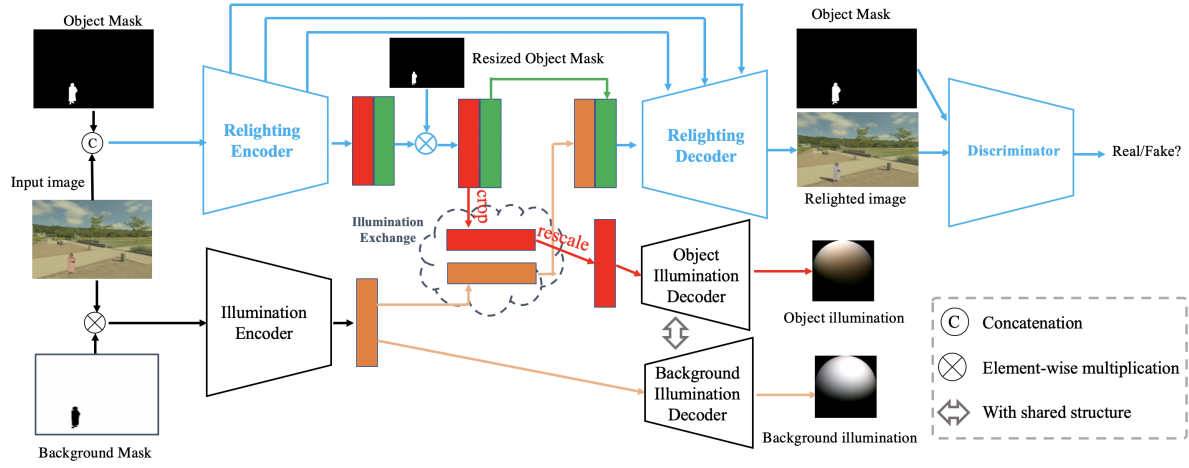 Object Mask
Resized Object Mask
Object Mask
Relighting
Encoder
Relighting
Decoder
Discriminator
Real/Fake?
C
Input image
Relighted image
crop
Illumination
Exchange
rescale
Object
Illumination
Decoder
Object illumination
Illumination
Encoder
Background
Illumination
Decoder
Background illumination
Background Mask
C
Concatenation
Element-wise multiplication
With shared structure